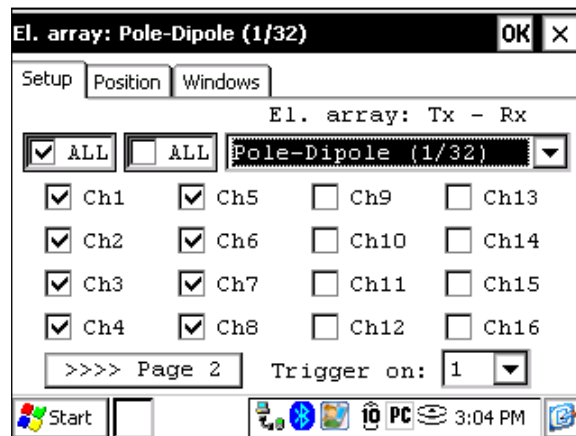 El. array: Pole-Dipole (1/32) OK ×
Setup Position Windows
El. array: Tx - Rx
ALL ALL Pole-Dipole (1/32)
Ch1 Ch5 Ch9 Ch13
Ch2 Ch6 Ch10 Ch14
Ch3 Ch7 Ch11 Ch15
Ch4 Ch8 Ch12 Ch16
>>>> Page 2 Trigger on: 1
Start PC 3:04 PM